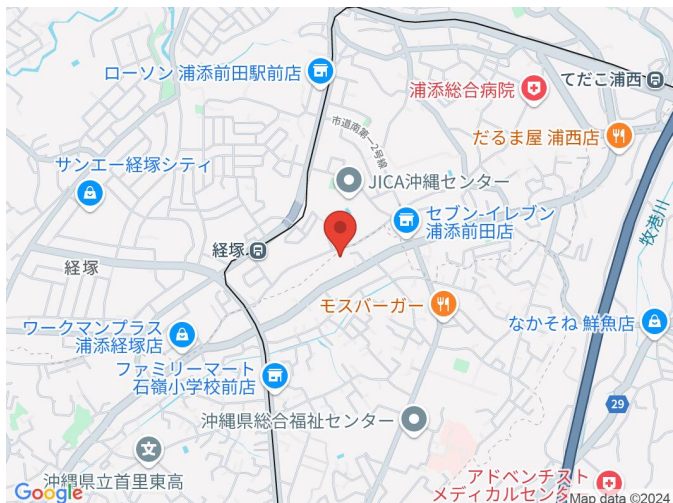 ローソン 浦添前田駅前店
浦添総合病院
てだこ浦西
市道南第一2号線
だるま屋 浦西店
サンエー経塚シティ
JICA沖縄センター
セブン-イレブン
浦添前田店
牧港川
経塚
経塚
モスバーガー
なかそね 鮮魚店
ワークマンプラス
浦添経塚店
ファミリーマート
石嶺小学校前店
29
沖縄県総合福祉センター
沖縄県立首里東高
アドベンチスト
メディカルセンタ
Google
Map data ©2024